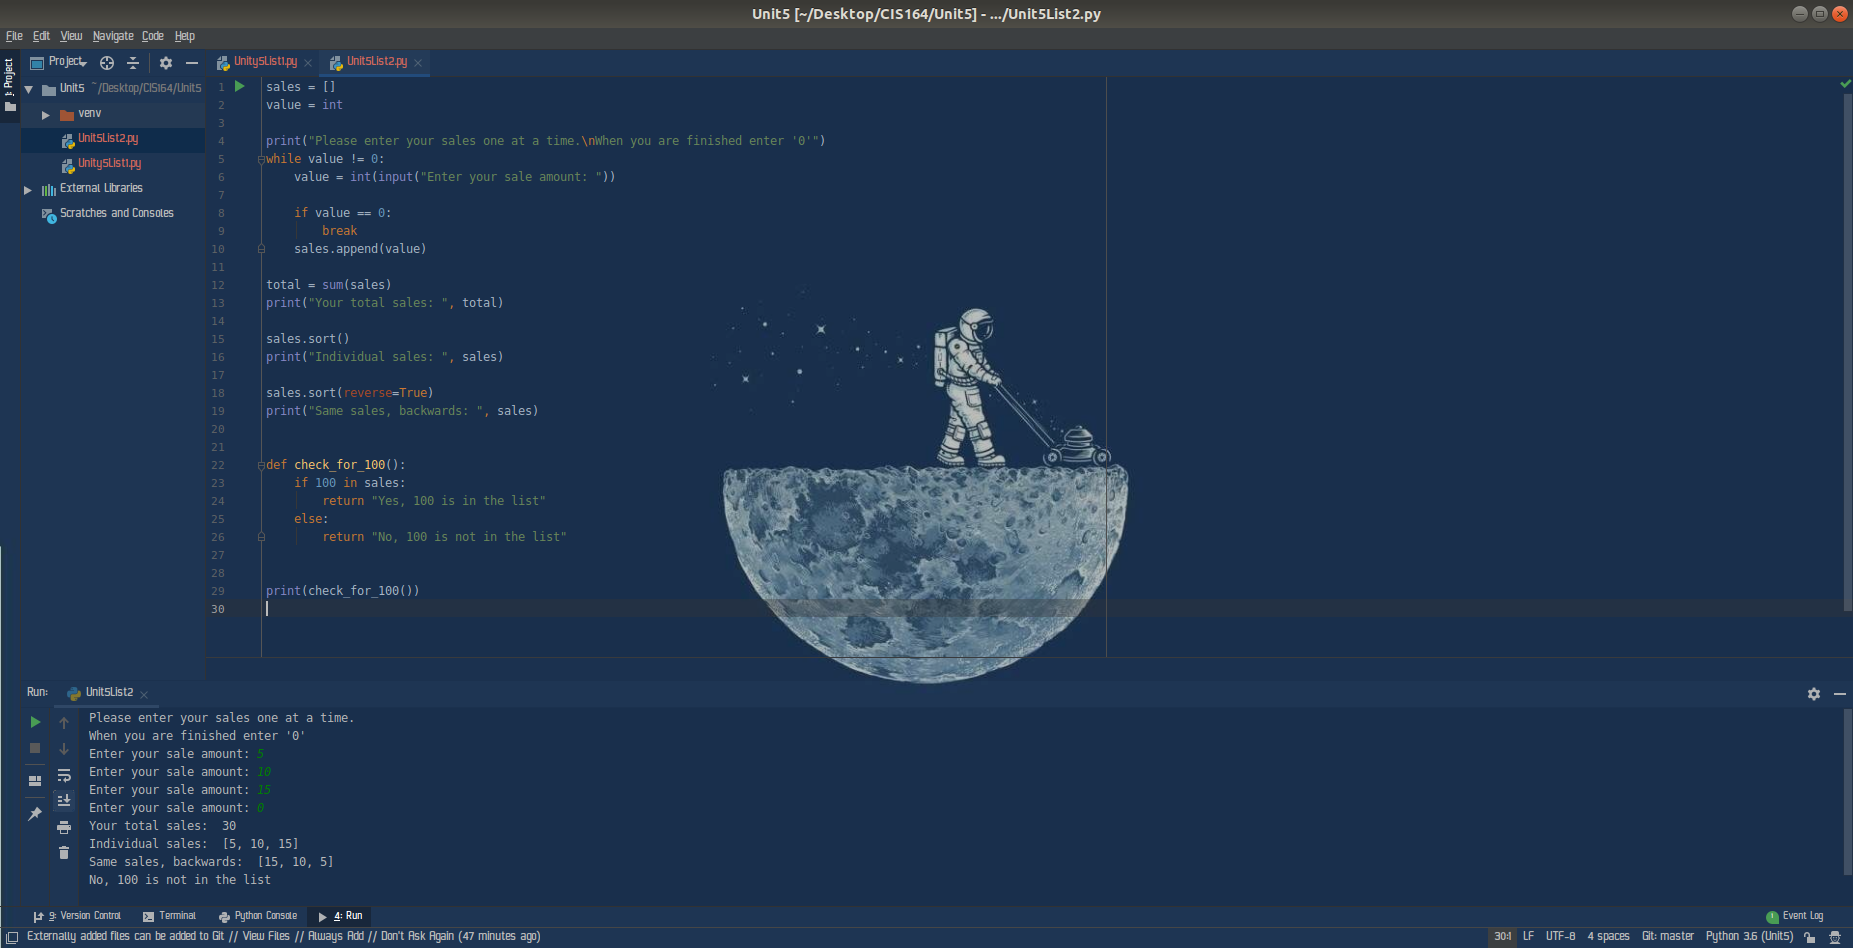 Unit5 [~/Desktop/CIS164/Unit5] - .../Unit5List2.py
File Edit View Navigate Code Help
1: Project
Project
Unity5List1.py
Unit5List2.py
Unit5 ~/Desktop/CIS164/Unit5
venv
Unit5List2.py
Unity5List1.py
External Libraries
Scratches and Consoles
1 sales = []
2 value = int
3
4 print("Please enter your sales one at a time.\nWhen you are finished enter '0'")
5 while value != 0:
6     value = int(input("Enter your sale amount: "))
7
8     if value == 0:
9         break
10     sales.append(value)
11
12 total = sum(sales)
13 print("Your total sales: ", total)
14
15 sales.sort()
16 print("Individual sales: ", sales)
17
18 sales.sort(reverse=True)
19 print("Same sales, backwards: ", sales)
20
21
22 def check_for_100():
23     if 100 in sales:
24         return "Yes, 100 is in the list"
25     else:
26         return "No, 100 is not in the list"
27
28
29 print(check_for_100())
30
Run: Unit5List2
Please enter your sales one at a time.
When you are finished enter '0'
Enter your sale amount: 5
Enter your sale amount: 10
Enter your sale amount: 15
Enter your sale amount: 0
Your total sales:  30
Individual sales:  [5, 10, 15]
Same sales, backwards:  [15, 10, 5]
No, 100 is not in the list
9: Version Control Terminal Python Console 4: Run 1 Event Log
Externally added files can be added to Git // View Files // Always Add // Don't Ask Again (47 minutes ago) 30:1 LF UTF-8 4 spaces Git: master Python 3.6 (Unit5)